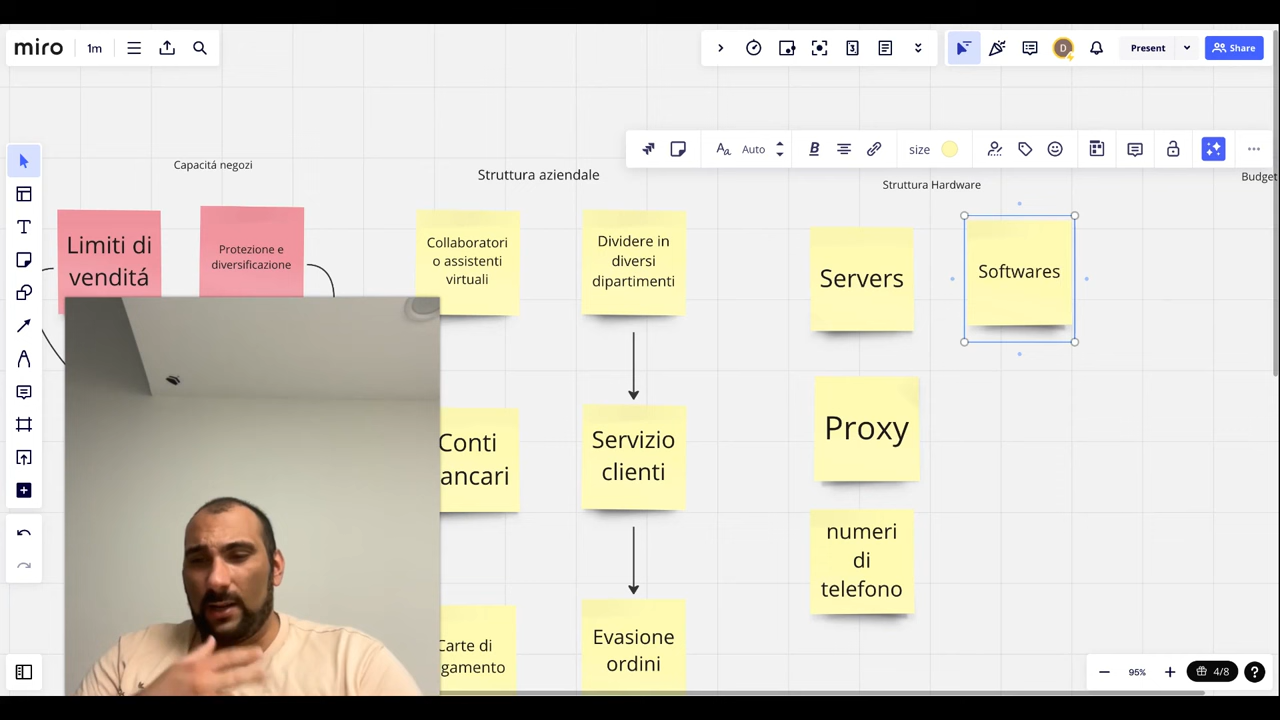 miro
1m
3
D
Present
Share
Aa
Auto
B
size
Capacitá negozi
Struttura aziendale
Struttura Hardware
Budget
Limiti di
venditá
Protezione e
diversificazione
Collaboratori
o assistenti
virtuali
Dividere in
diversi
dipartimenti
Servers
Softwares
Conti
ancari
Servizio
clienti
Proxy
numeri
di
telefono
Carte di
gamento
Evasione
ordini
95%
4/8